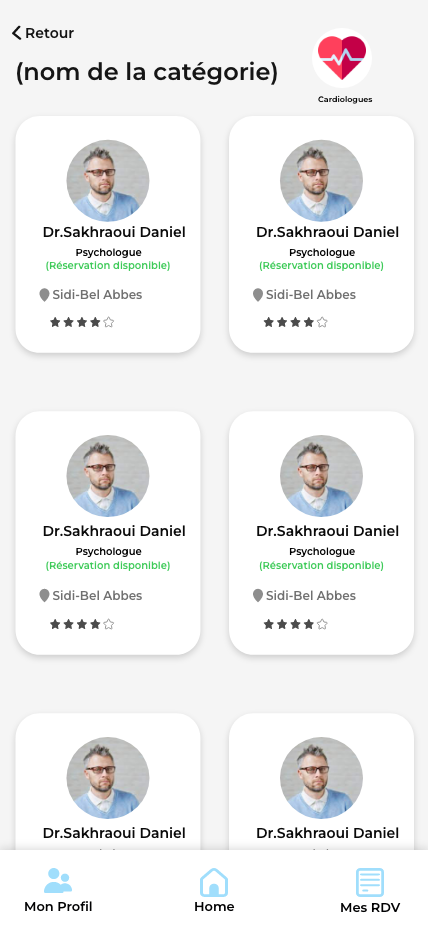 Retour
(nom de la catégorie)
Cardiologues
Dr.Sakhraoui Daniel
Psychologue
(Réservation disponible)
Sidi-Bel Abbes
Dr.Sakhraoui Daniel
Psychologue
(Réservation disponible)
Sidi-Bel Abbes
Dr.Sakhraoui Daniel
Psychologue
(Réservation disponible)
Sidi-Bel Abbes
Dr.Sakhraoui Daniel
Psychologue
(Réservation disponible)
Sidi-Bel Abbes
Dr.Sakhraoui Daniel
Dr.Sakhraoui Daniel
Mon Profil
Home
Mes RDV